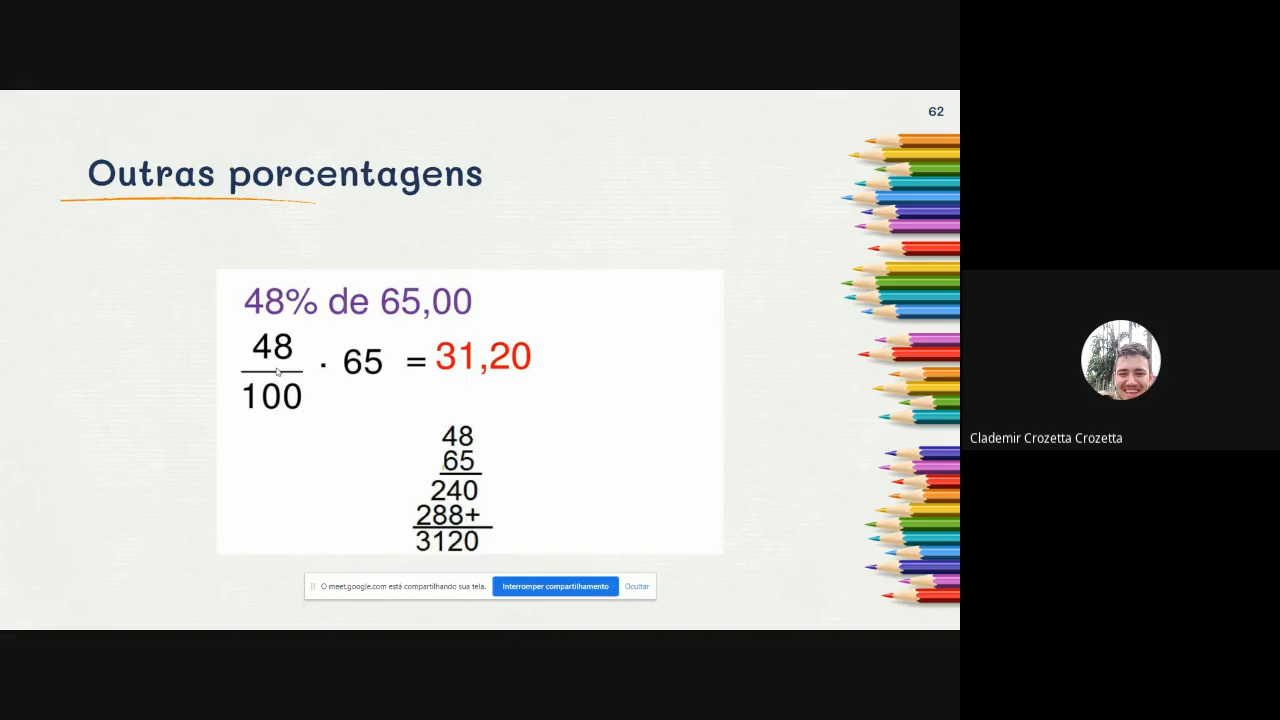 62
Outras porcentagens
48% de 65,00
48
100
· 65 = 31,20
48
65
240
288+
3120
O meet.google.com está compartilhando sua tela. Interromper compartilhamento Ocultar
Clademir Crozetta Crozetta